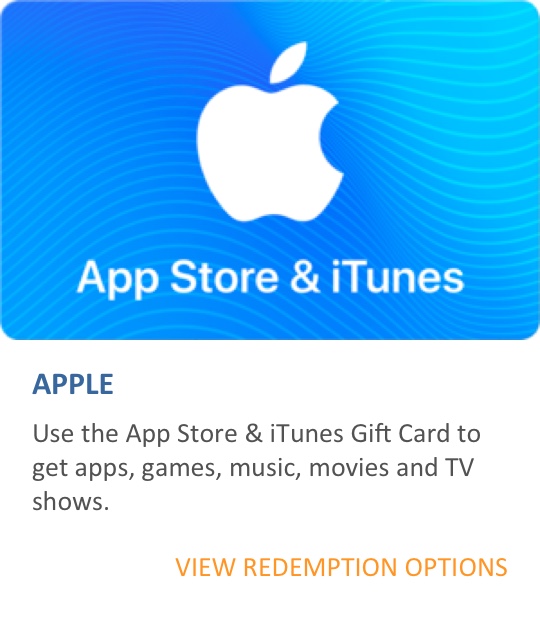 App Store & iTunes
APPLE
Use the App Store & iTunes Gift Card to
get apps, games, music, movies and TV
shows.
VIEW REDEMPTION OPTIONS